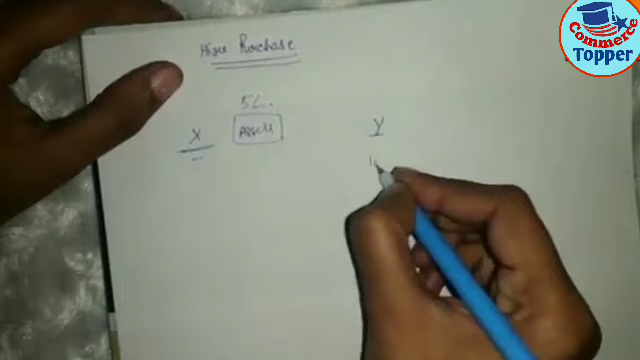 Hire Purchase
5L.
X
Asset
Y
Commerce
Topper